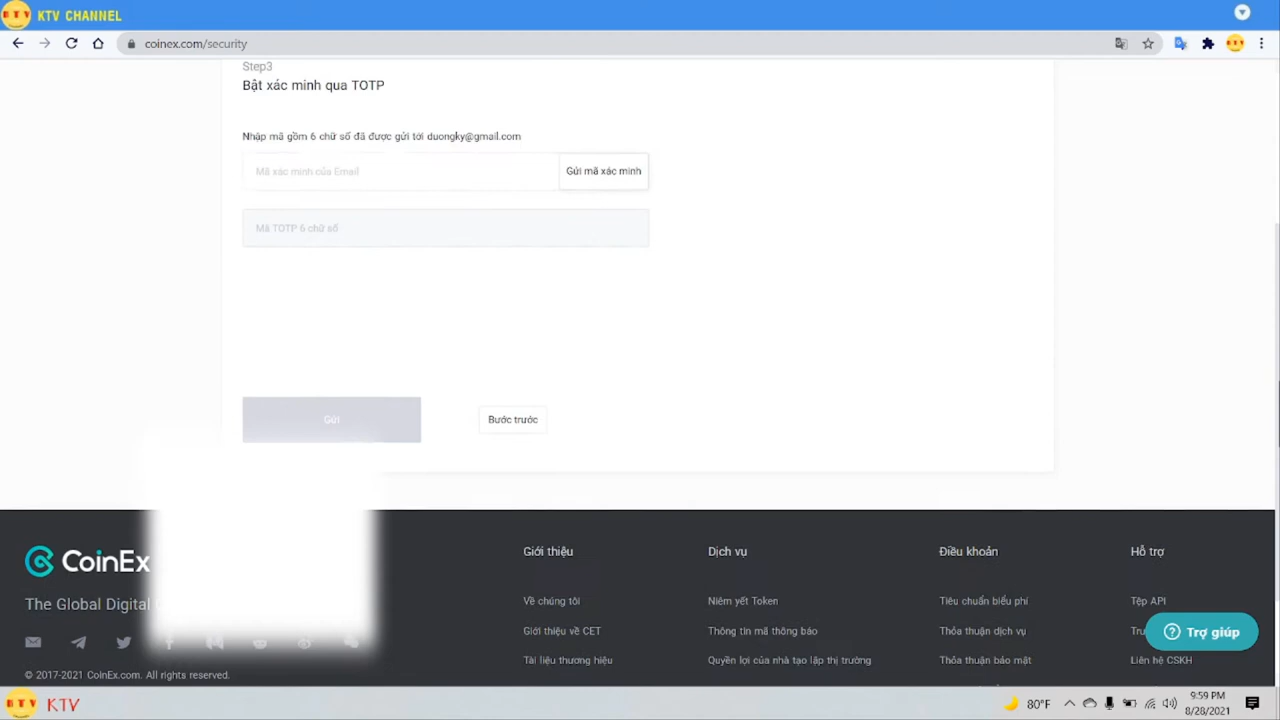 KTV CHANNEL
coinex.com/security
Step3
Bật xác minh qua TOTP
Nhập mã gồm 6 chữ số đã được gửi tới duongky@gmail.com
Mã xác minh của Email
Gửi mã xác minh
Mã TOTP 6 chữ số
Gửi
Bước trước
CoinEx
The Global Digital
© 2017-2021 CoinEx.com. All rights reserved.
Giới thiệu
Về chúng tôi
Giới thiệu về CET
Tài liệu thương hiệu
Dịch vụ
Niêm yết Token
Thông tin mã thông báo
Quyền lợi của nhà tạo lập thị trường
Điều khoản
Tiêu chuẩn biểu phí
Thỏa thuận dịch vụ
Thỏa thuận bảo mật
Hỗ trợ
Tệp API
Liên hệ CSKH
Trợ giúp
KTV
KTV
80°F
9:59 PM
8/28/2021